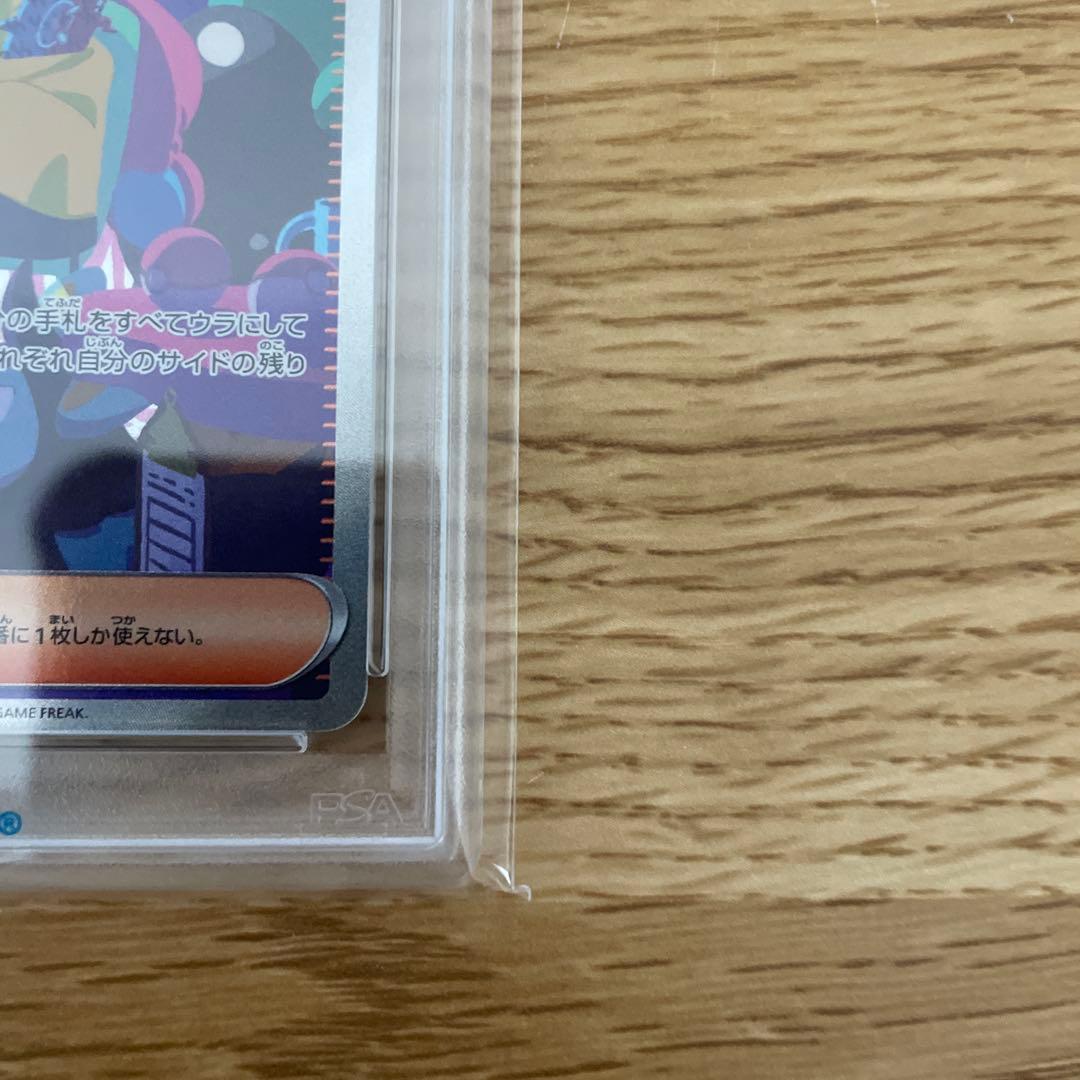 の手札をすべてウラにして
れぞれ自分のサイドの残り
番に1枚しか使えない。
GAME FREAK.
PSA
®